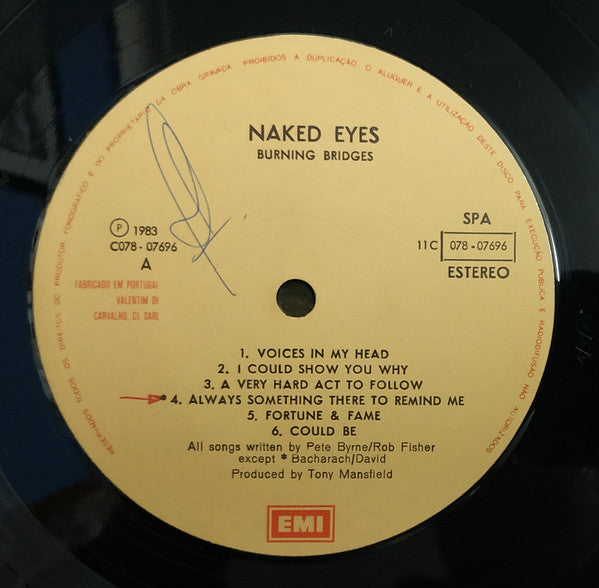 RESERVADOS TODOS OS DIREITOS DO PRODUTOR FONOGRAFICO E DO PROPRIETARIO DA OBRA GRAVADA. PROIBIDOS A DUPLICAÇÃO O ALUGUER E A UTILIZAÇÃO DESTE DISCO PARA EXECUÇÃO PUBLICA E RADIODIFUSÃO NÃO AUTORIZADOS
NAKED EYES
BURNING BRIDGES
Ⓟ 1983
C078 - 07696
A
SPA
11C 078 - 07696
ESTEREO
FABRICADO EM PORTUGAL
VALENTIM DE
CARVALHO, CI, SARL
1. VOICES IN MY HEAD
2. I COULD SHOW YOU WHY
3. A VERY HARD ACT TO FOLLOW
* 4. ALWAYS SOMETHING THERE TO REMIND ME
5. FORTUNE & FAME
6. COULD BE
All songs written by Pete Byrne/Rob Fisher
except * Bacharach/David
Produced by Tony Mansfield
EMI